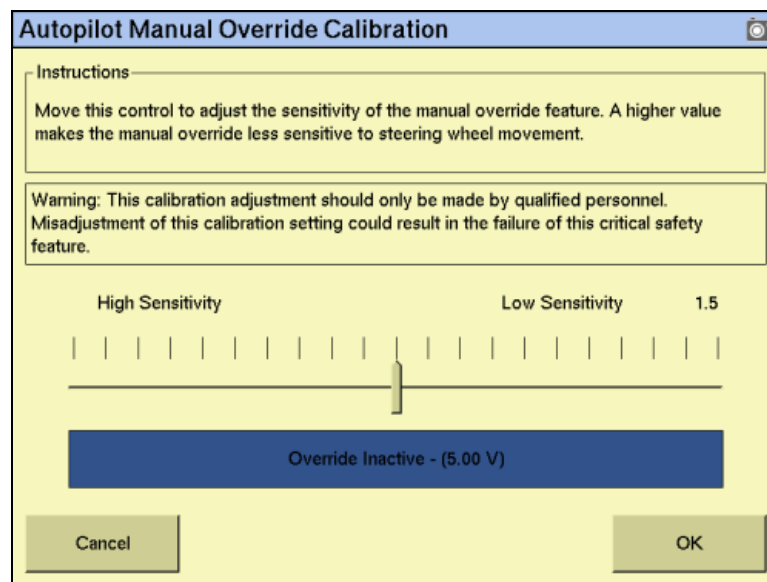 Autopilot Manual Override Calibration
Instructions
Move this control to adjust the sensitivity of the manual override feature. A higher value
makes the manual override less sensitive to steering wheel movement.
Warning: This calibration adjustment should only be made by qualified personnel.
Misadjustment of this calibration setting could result in the failure of this critical safety
feature.
High Sensitivity Low Sensitivity 1.5
Override Inactive - (5.00 V)
Cancel OK